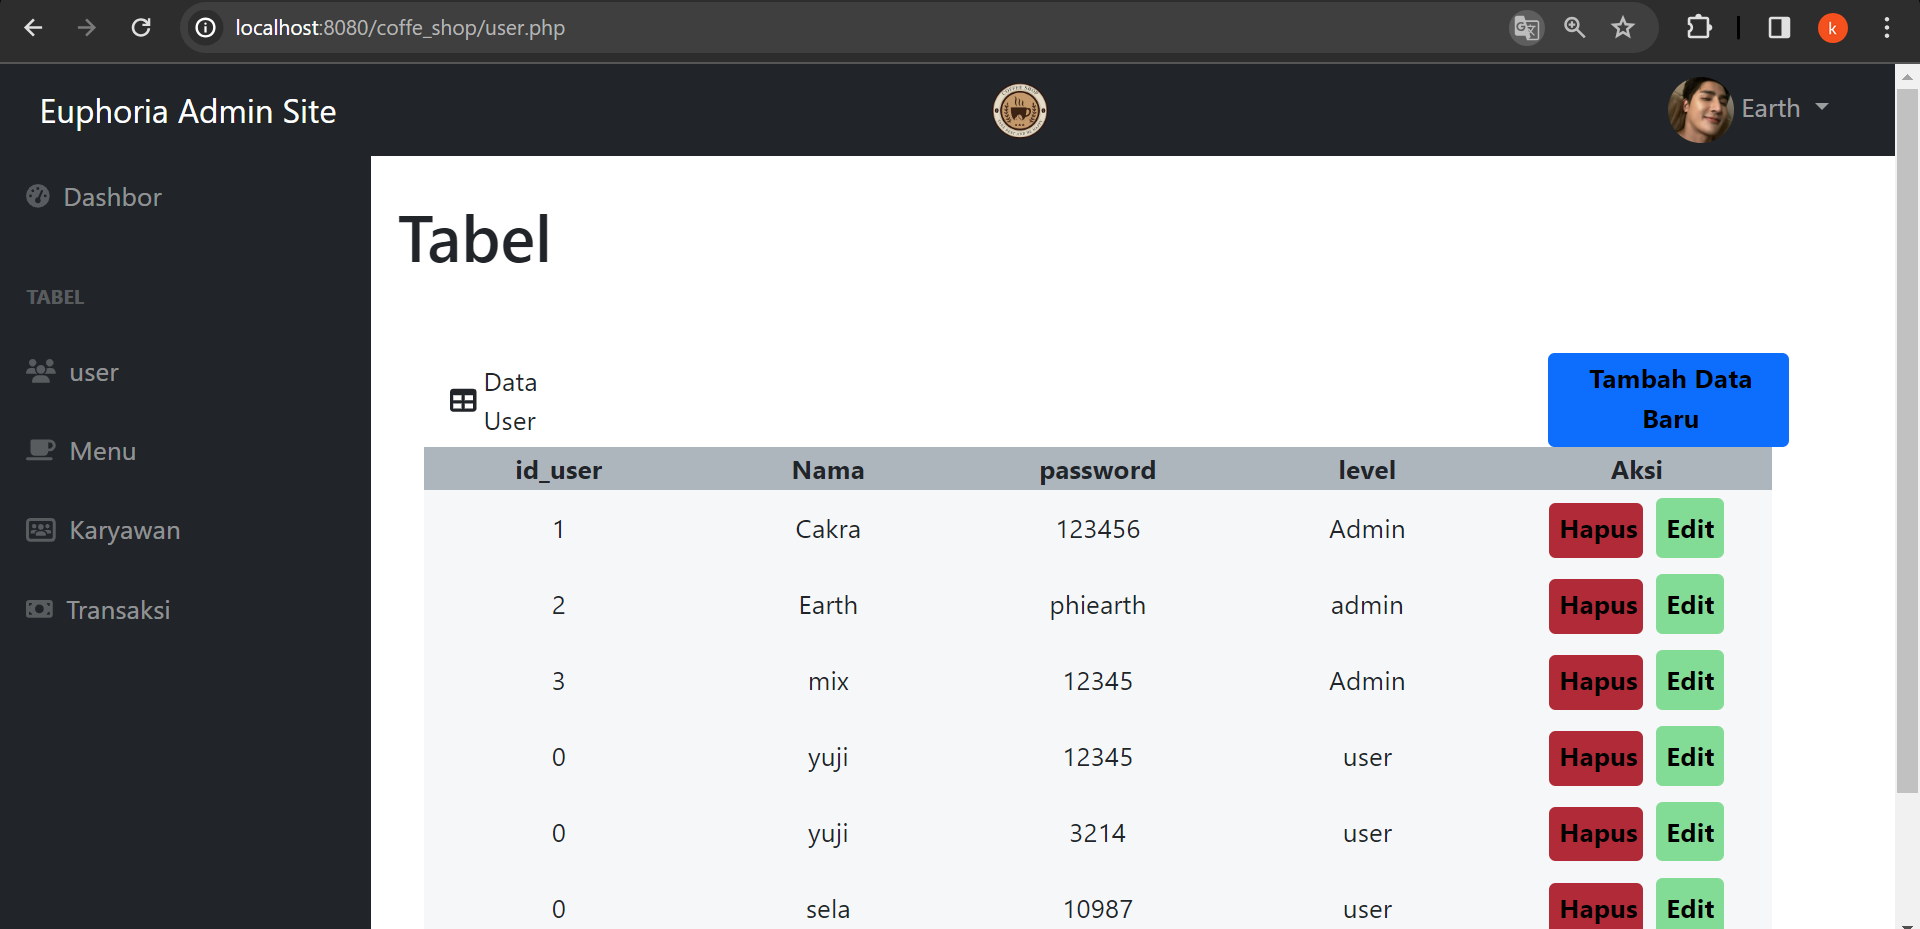 localhost:8080/coffe_shop/user.php
k
Euphoria Admin Site
COFFEE SHOP
Earth
Dashbor
TABEL
user
Menu
Karyawan
Transaksi
Tabel
Data
User
Tambah Data
Baru
id_user Nama password level Aksi
1 Cakra 123456 Admin Hapus Edit
2 Earth phiearth admin Hapus Edit
3 mix 12345 Admin Hapus Edit
0 yuji 12345 user Hapus Edit
0 yuji 3214 user Hapus Edit
0 sela 10987 user Hapus Edit